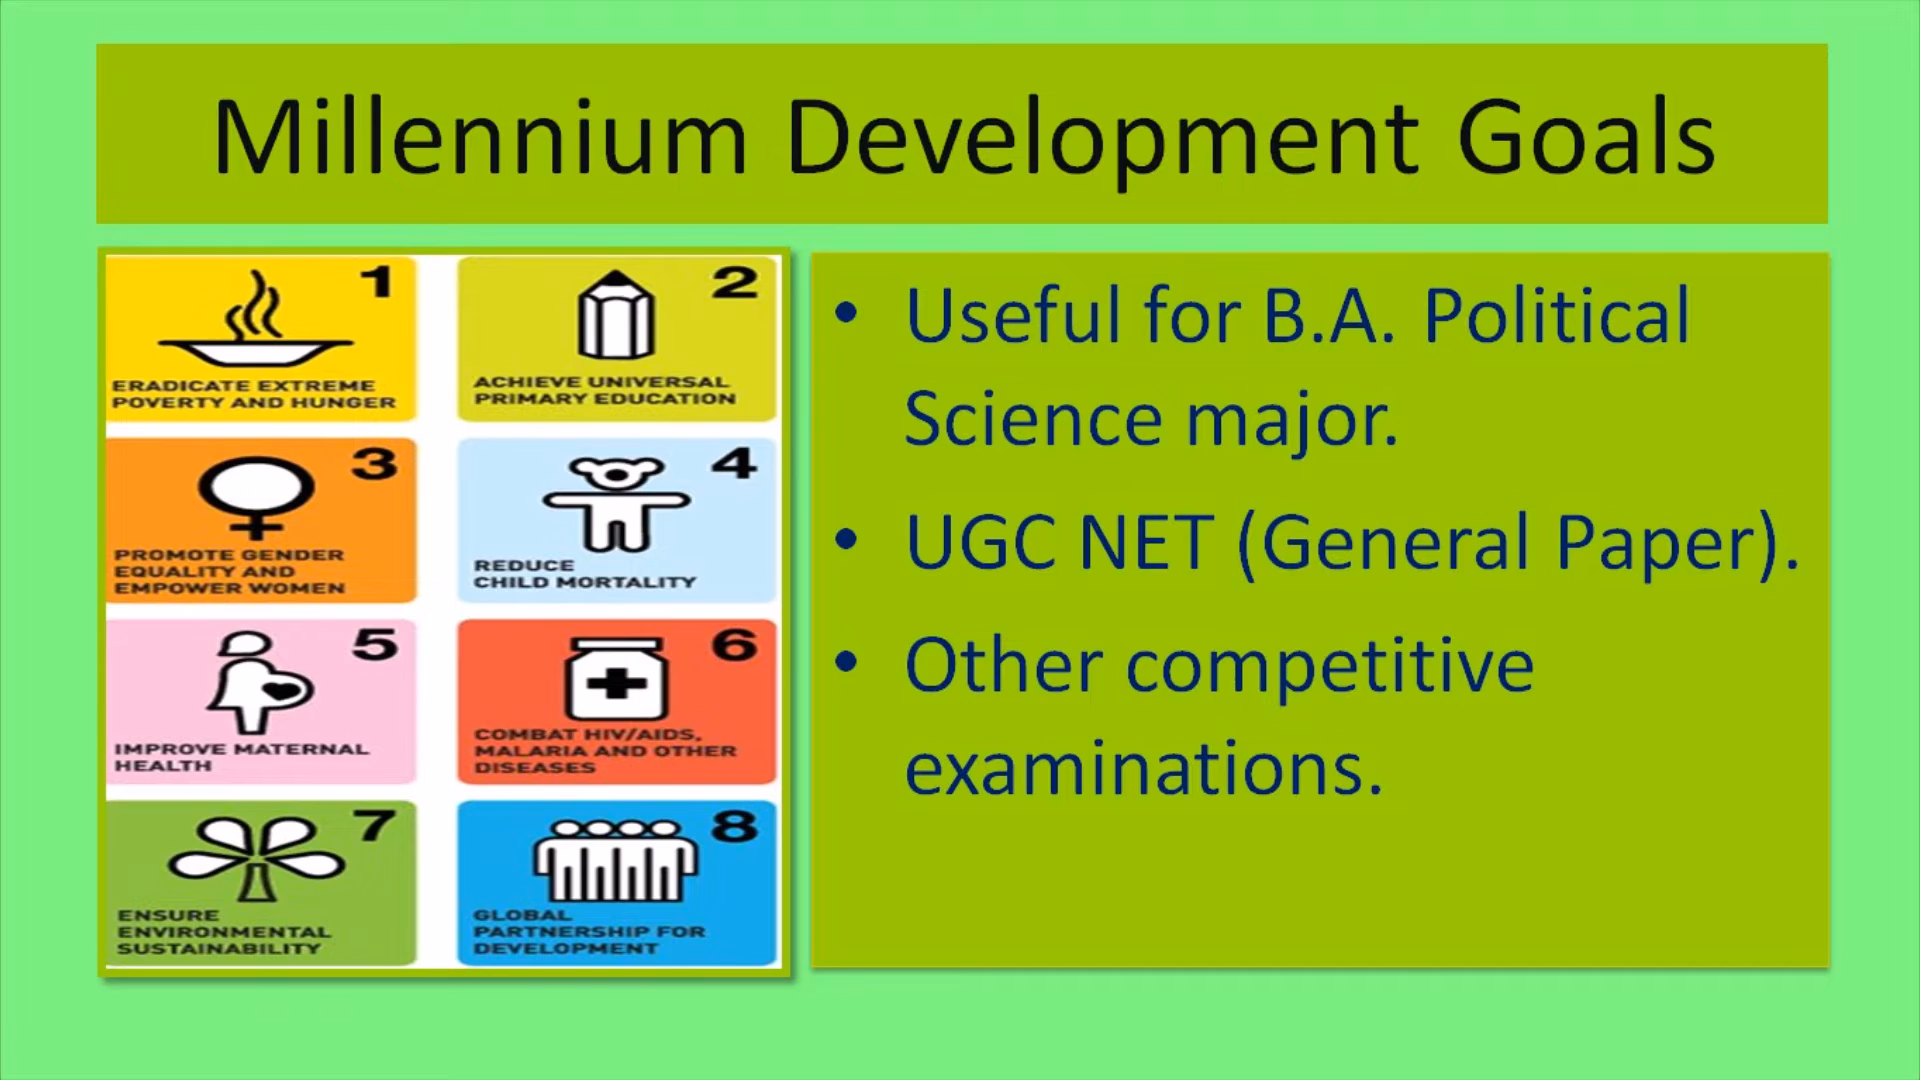 Millennium Development Goals
1
ERADICATE EXTREME
POVERTY AND HUNGER
2
ACHIEVE UNIVERSAL
PRIMARY EDUCATION
3
PROMOTE GENDER
EQUALITY AND
EMPOWER WOMEN
4
REDUCE
CHILD MORTALITY
5
IMPROVE MATERNAL
HEALTH
6
COMBAT HIV/AIDS,
MALARIA AND OTHER
DISEASES
7
ENSURE
ENVIRONMENTAL
SUSTAINABILITY
8
GLOBAL
PARTNERSHIP FOR
DEVELOPMENT
• Useful for B.A. Political
Science major.
• UGC NET (General Paper).
• Other competitive
examinations.